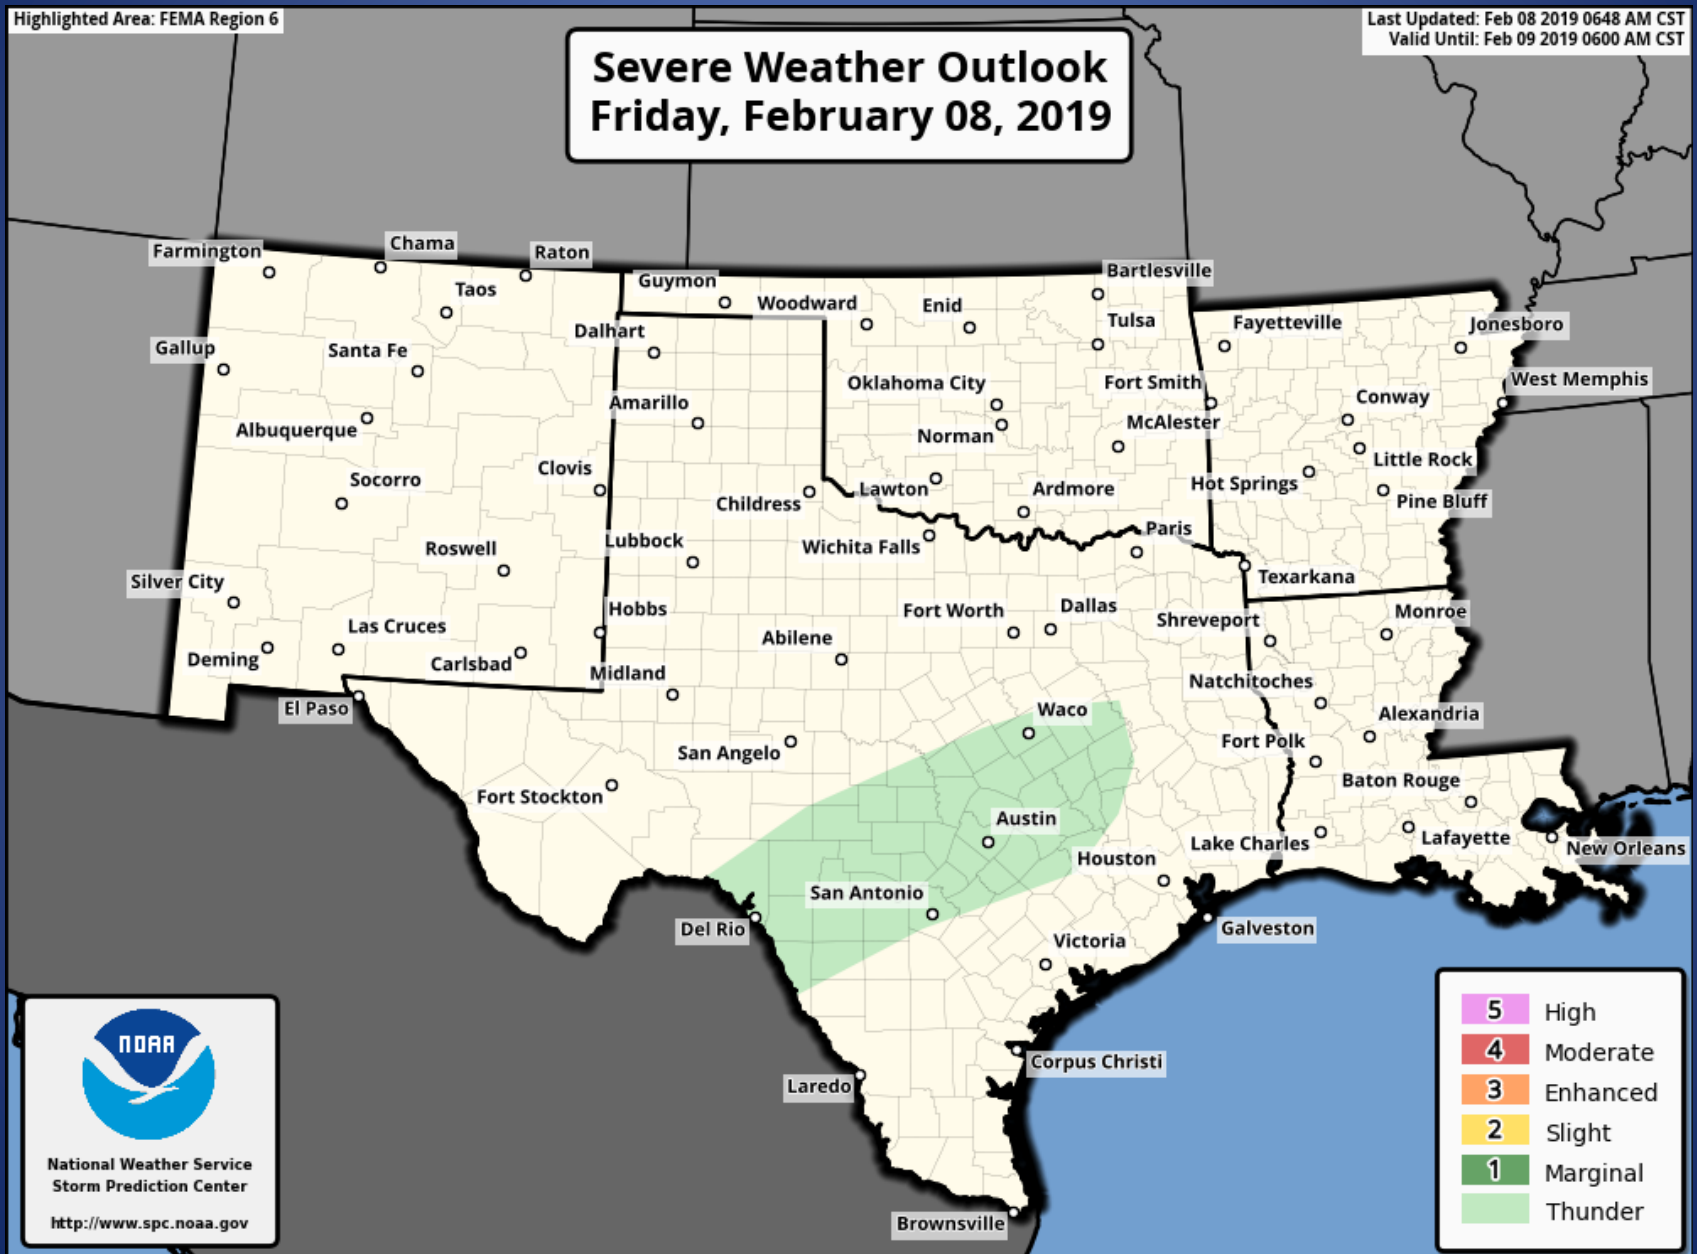 Highlighted Area: FEMA Region 6
Last Updated: Feb 08 2019 0648 AM CST
Valid Until: Feb 09 2019 0600 AM CST
Severe Weather Outlook
Friday, February 08, 2019
Farmington
Chama
Raton
Taos
Guymon
Woodward
Enid
Bartlesville
Tulsa
Fayetteville
Jonesboro
Gallup
Santa Fe
Dalhart
Oklahoma City
Fort Smith
West Memphis
Conway
Albuquerque
Amarillo
Norman
McAlester
Little Rock
Socorro
Clovis
Childress
Lawton
Ardmore
Hot Springs
Pine Bluff
Roswell
Lubbock
Wichita Falls
Paris
Texarkana
Silver City
Las Cruces
Hobbs
Fort Worth
Dallas
Shreveport
Monroe
Deming
Carlsbad
Midland
Abilene
Natchitoches
El Paso
San Angelo
Waco
Fort Polk
Alexandria
Fort Stockton
Baton Rouge
Austin
Lake Charles
Lafayette
New Orleans
Houston
San Antonio
Del Rio
Victoria
Galveston
Laredo
Corpus Christi
Brownsville
NOAA
National Weather Service
Storm Prediction Center
http://www.spc.noaa.gov
5 High
4 Moderate
3 Enhanced
2 Slight
1 Marginal
Thunder